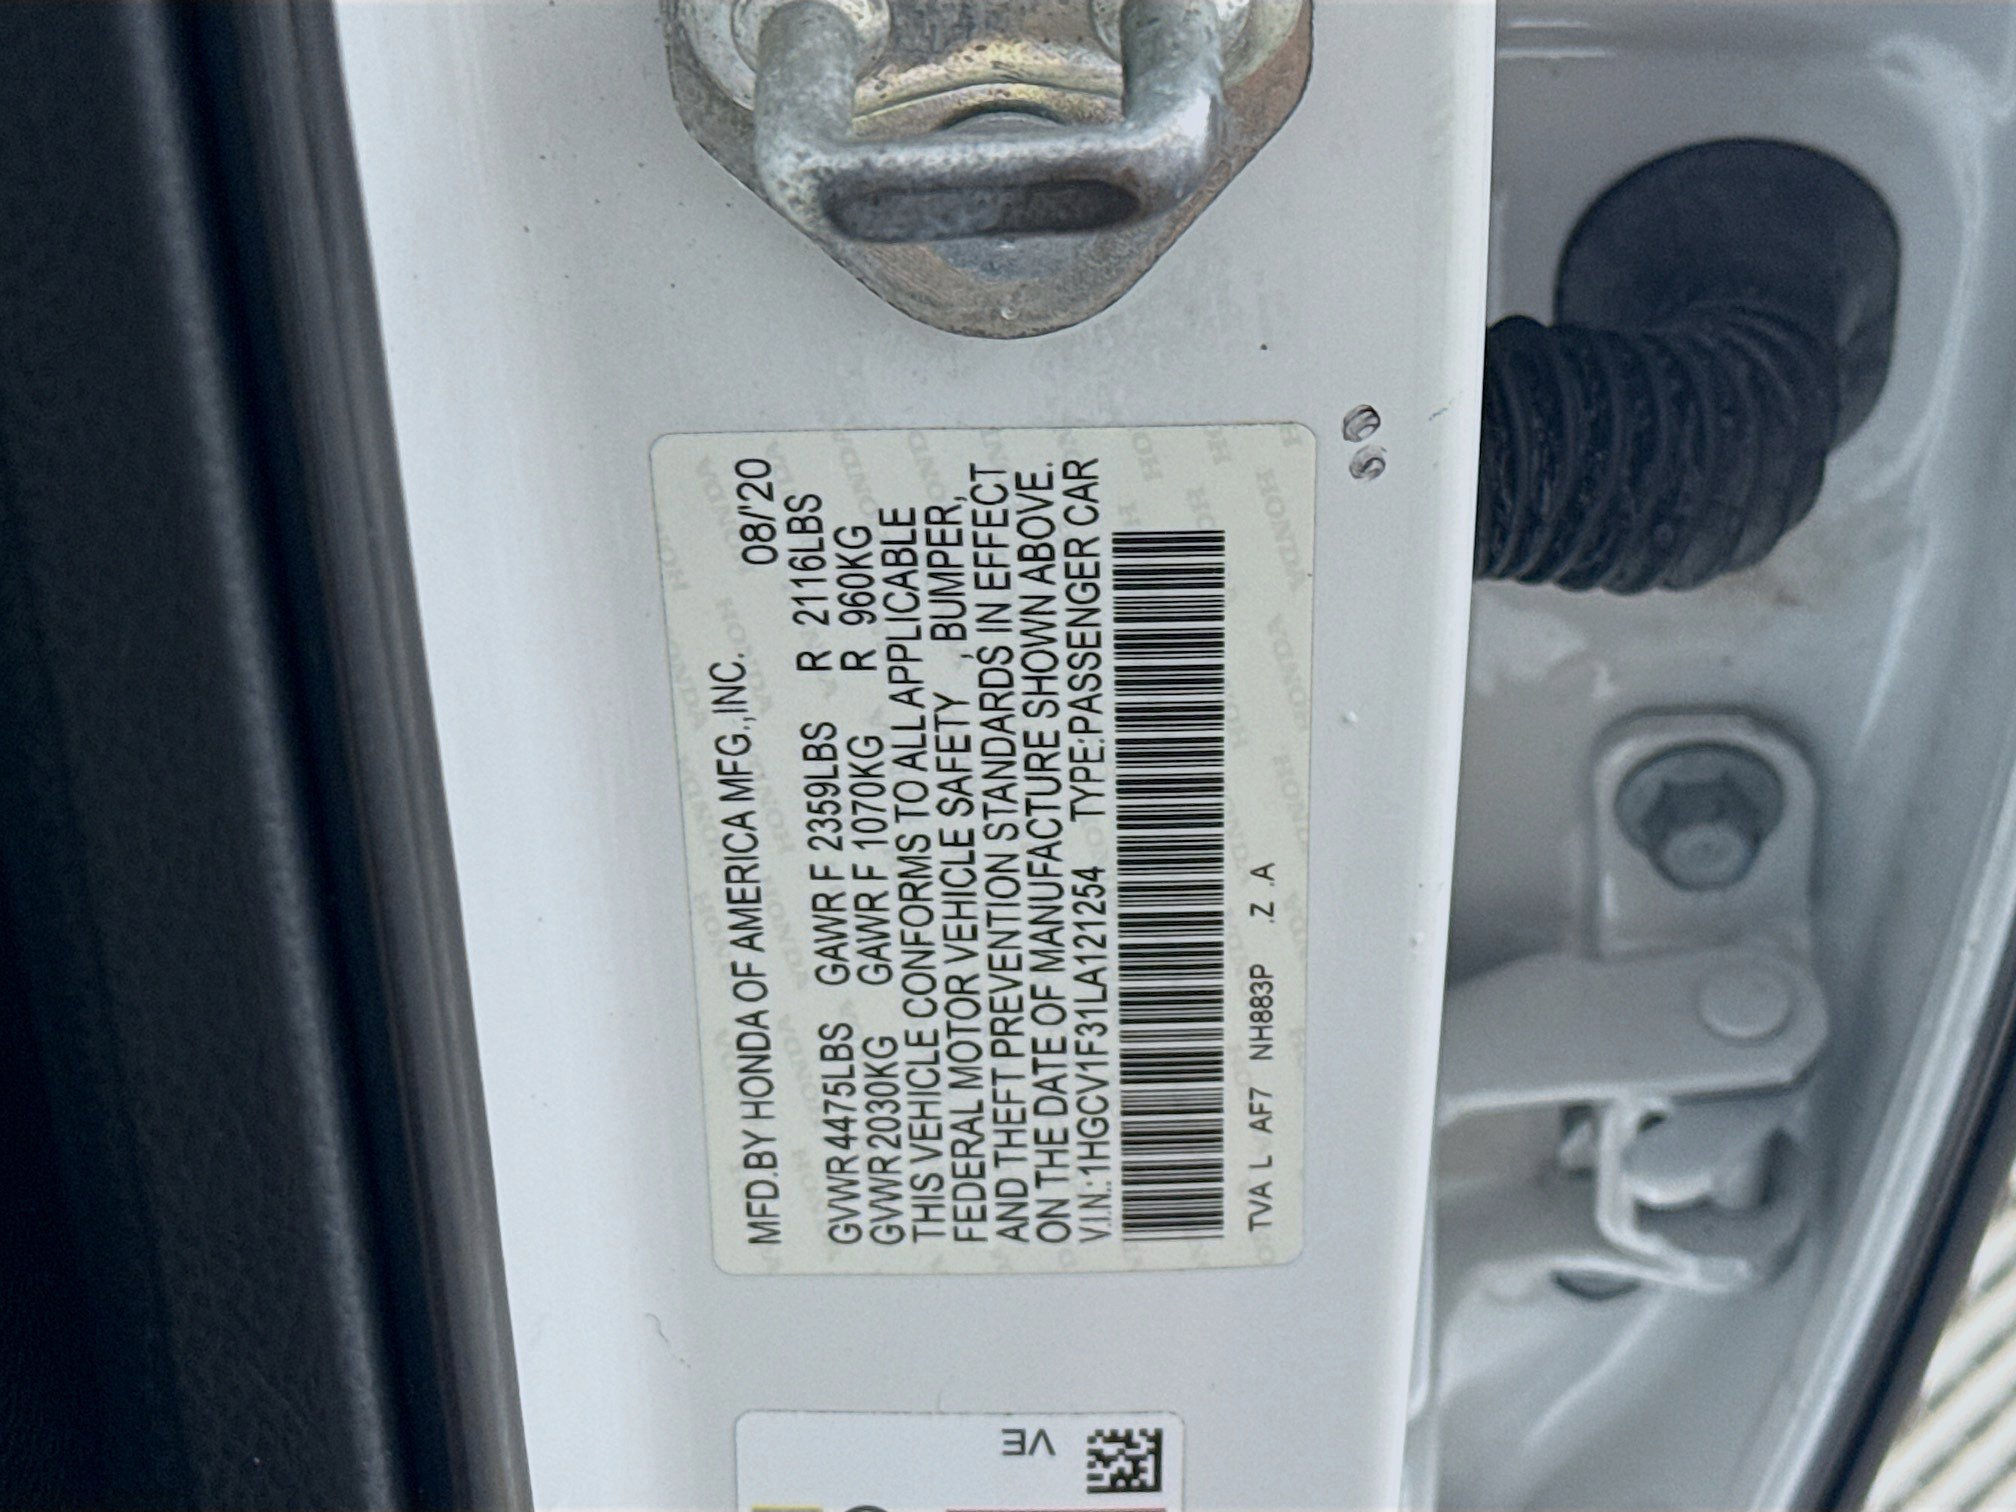 MFD.BY HONDA OF AMERICA MFG.,INC. 08/'20
GVWR 4475LBS GAWR F 2359LBS R 2116LBS
GVWR 2030KG GAWR F 1070KG R 960KG
THIS VEHICLE CONFORMS TO ALL APPLICABLE
FEDERAL MOTOR VEHICLE SAFETY , BUMPER,
AND THEFT PREVENTION STANDARDS IN EFFECT
ON THE DATE OF MANUFACTURE SHOWN ABOVE.
V.I.N.:1HGCV1F31LA121254 TYPE:PASSENGER CAR
TVA L AF7 NH883P .Z .A
VE